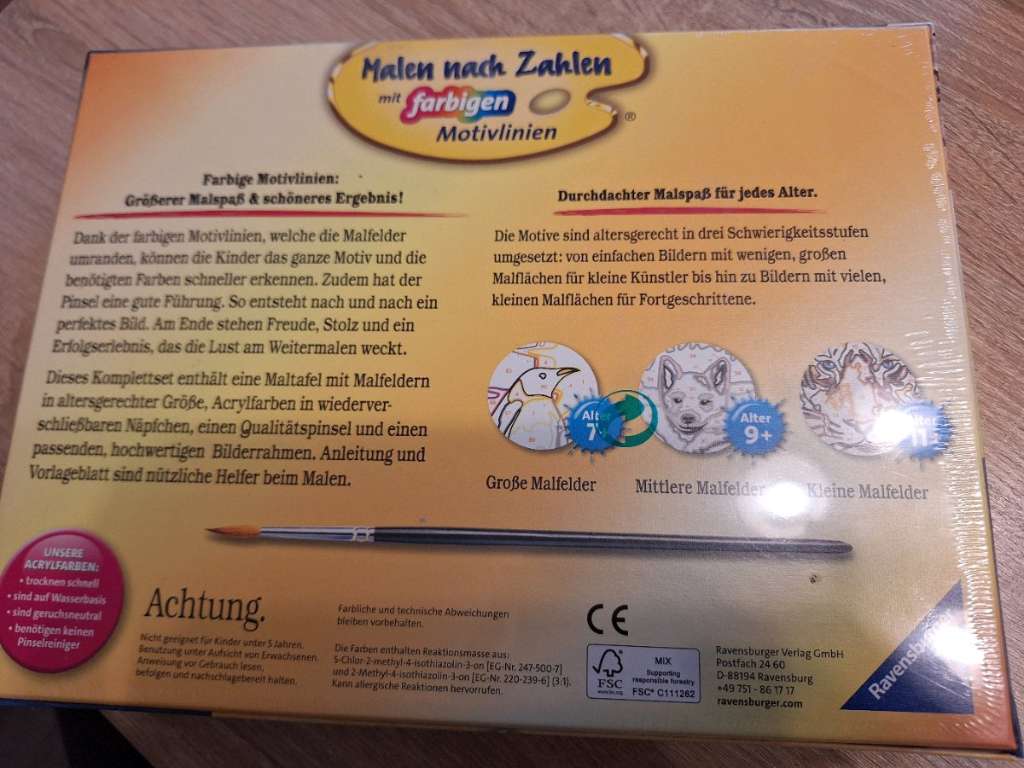 Malen nach Zahlen
mit farbigen
Motivlinien
®
Farbige Motivlinien:
Größerer Malspaß & schöneres Ergebnis!
Dank der farbigen Motivlinien, welche die Malfelder
umranden, können die Kinder das ganze Motiv und die
benötigten Farben schneller erkennen. Zudem hat der
Pinsel eine gute Führung. So entsteht nach und nach ein
perfektes Bild. Am Ende stehen Freude, Stolz und ein
Erfolgserlebnis, das die Lust am Weitermalen weckt.
Dieses Komplettset enthält eine Maltafel mit Malfeldern
in altersgerechter Größe, Acrylfarben in wiederver-
schließbaren Näpfchen, einen Qualitätspinsel und einen
passenden, hochwertigen Bilderrahmen. Anleitung und
Vorlageblatt sind nützliche Helfer beim Malen.
Durchdachter Malspaß für jedes Alter.
Die Motive sind altersgerecht in drei Schwierigkeitsstufen
umgesetzt: von einfachen Bildern mit wenigen, großen
Malflächen für kleine Künstler bis hin zu Bildern mit vielen,
kleinen Malflächen für Fortgeschrittene.
Alter
9+
Große Malfelder
Mittlere Malfelder
Kleine Malfelder
UNSERE
ACRYLFARBEN:
• trocknen schnell
• sind auf Wasserbasis
• sind geruchsneutral
• benötigen keinen
Pinselreiniger
Achtung.
Nicht geeignet für Kinder unter 5 Jahren.
Benutzung unter Aufsicht von Erwachsenen.
Anweisung vor Gebrauch lesen,
befolgen und nachschlagebereit halten.
Farbliche und technische Abweichungen
bleiben vorbehalten.
Die Farben enthalten Reaktionsmasse aus:
5-Chlor-2-methyl-4-isothiazolin-3-on [EG-Nr. 247-500-7]
und 2-Methyl-4-isothiazolin-3-on [EG-Nr. 220-239-6] (3:1).
Kann allergische Reaktionen hervorrufen.
CE
FSC
www.fsc.org
MIX
Supporting
responsible forestry
FSC® C111262
Ravensburger Verlag GmbH
Postfach 24 60
D-88194 Ravensburg
+49 751 - 86 17 17
ravensburger.com
Ravensburger